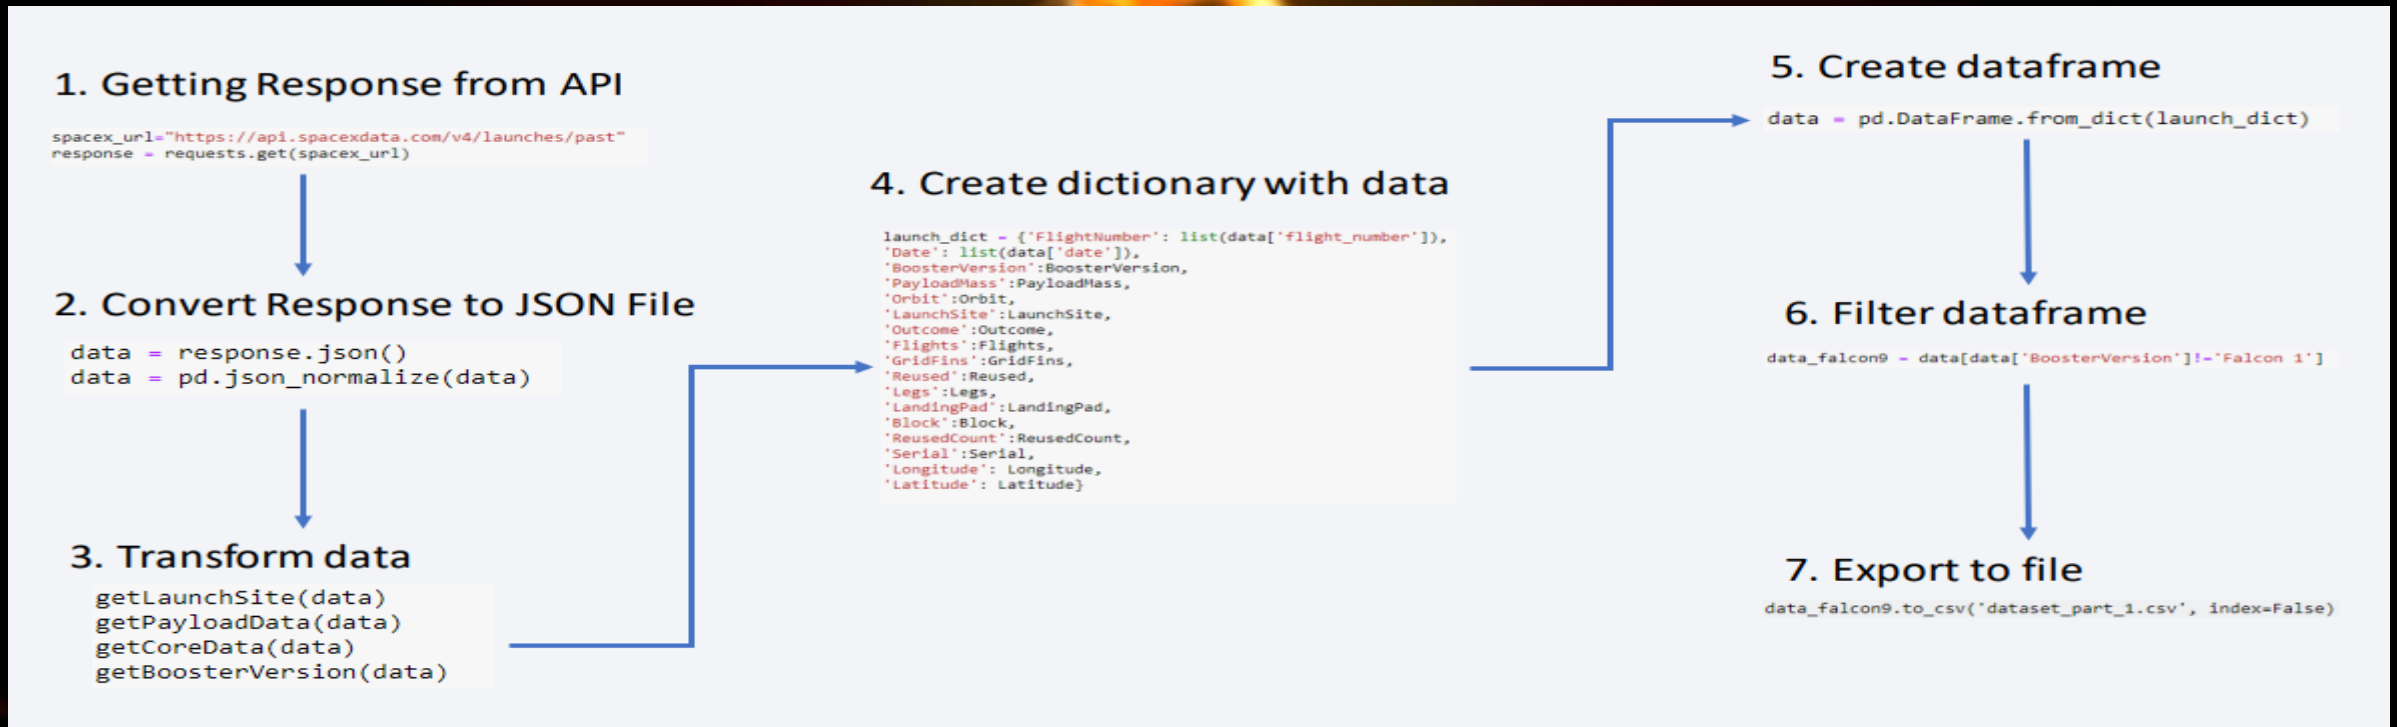 1. Getting Response from API
spacex_url="https://api.spacexdata.com/v4/launches/past"
response = requests.get(spacex_url)
2. Convert Response to JSON File
data = response.json()
data = pd.json_normalize(data)
3. Transform data
getLaunchSite(data)
getPayloadData(data)
getCoreData(data)
getBoosterVersion(data)
4. Create dictionary with data
launch_dict = {'FlightNumber': list(data['flight_number']),
'Date': list(data['date']),
'BoosterVersion':BoosterVersion,
'PayloadMass':PayloadMass,
'Orbit':Orbit,
'LaunchSite':LaunchSite,
'Outcome':Outcome,
'Flights':Flights,
'GridFins':GridFins,
'Reused':Reused,
'Legs':Legs,
'LandingPad':LandingPad,
'Block':Block,
'ReusedCount':ReusedCount,
'Serial':Serial,
'Longitude': Longitude,
'Latitude': Latitude}
5. Create dataframe
data = pd.DataFrame.from_dict(launch_dict)
6. Filter dataframe
data_falcon9 = data[data['BoosterVersion']!='Falcon 1']
7. Export to file
data_falcon9.to_csv('dataset_part_1.csv', index=False)